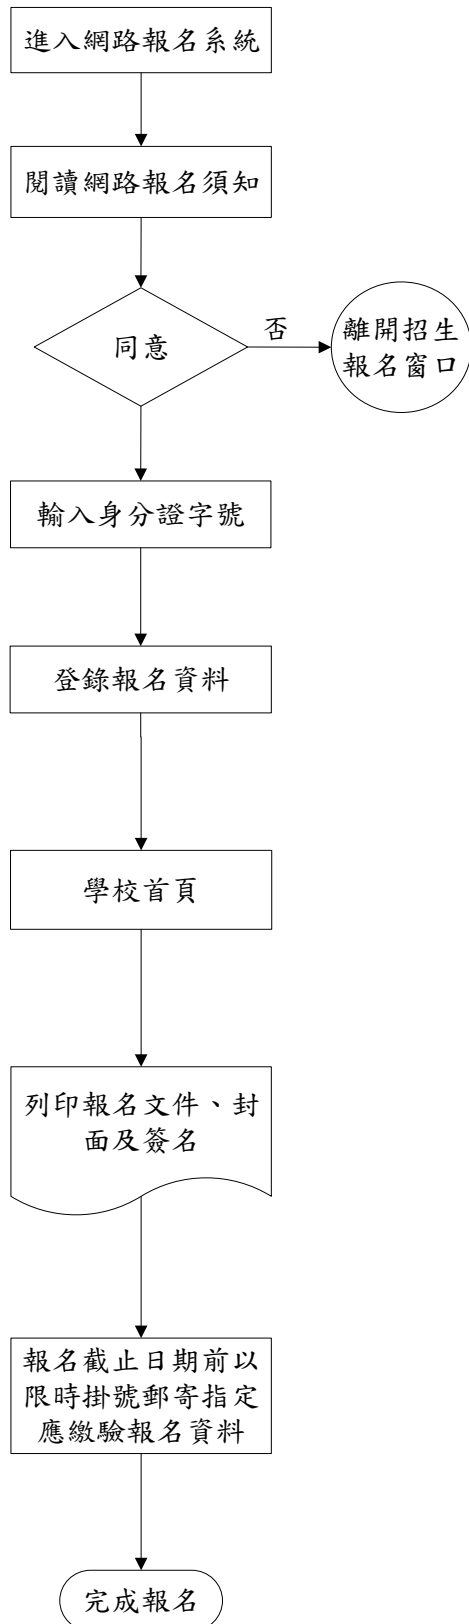 進入網路報名系統
閱讀網路報名須知
同意
否
離開招生
報名窗口
輸入身分證字號
登錄報名資料
學校首頁
列印報名文件、封
面及簽名
報名截止日期前以
限時掛號郵寄指定
應繳驗報名資料
完成報名